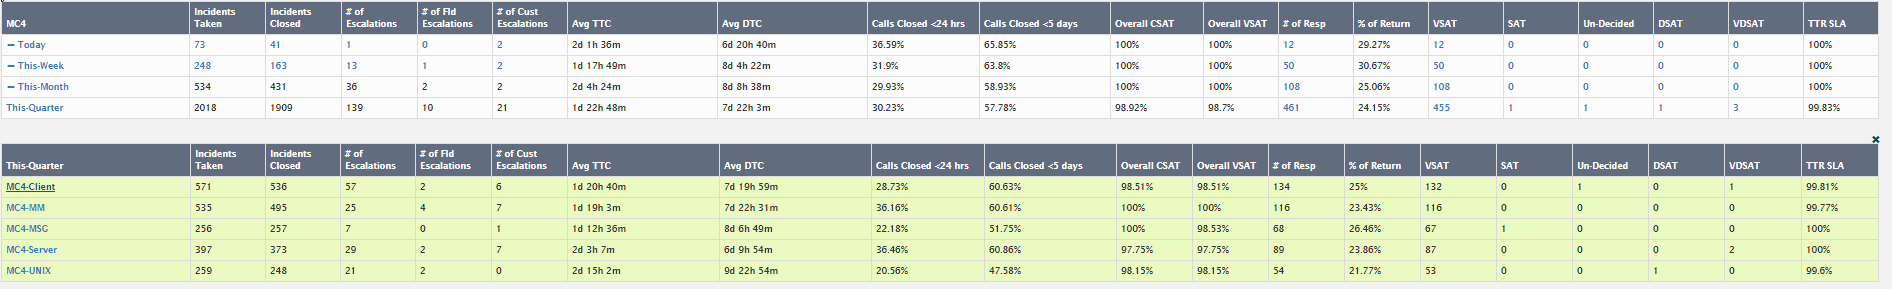 MC4 Incidents Taken Incidents Closed # of Escalations # of Fld Escalations # of Cust Escalations Avg TTC Avg DTC Calls Closed <24 hrs Calls Closed <5 days Overall CSAT Overall VSAT # of Resp % of Return VSAT SAT Un-Decided DSAT VDSAT TTR SLA
– Today 73 41 1 0 2 2d 1h 36m 6d 20h 40m 36.59% 65.85% 100% 100% 12 29.27% 12 0 0 0 0 100%
– This-Week 248 163 13 1 2 1d 17h 49m 8d 4h 22m 31.9% 63.8% 100% 100% 50 30.67% 50 0 0 0 0 100%
– This-Month 534 431 36 2 2 2d 4h 24m 8d 8h 38m 29.93% 58.93% 100% 100% 108 25.06% 108 0 0 0 0 100%
This-Quarter 2018 1909 139 10 21 1d 22h 48m 7d 22h 3m 30.23% 57.78% 98.92% 98.7% 461 24.15% 455 1 1 1 3 99.83%
This-Quarter Incidents Taken Incidents Closed # of Escalations # of Fld Escalations # of Cust Escalations Avg TTC Avg DTC Calls Closed <24 hrs Calls Closed <5 days Overall CSAT Overall VSAT # of Resp % of Return VSAT SAT Un-Decided DSAT VDSAT TTR SLA
MC4-Client 571 536 57 2 6 1d 20h 40m 7d 19h 59m 28.73% 60.63% 98.51% 98.51% 134 25% 132 0 1 0 1 99.81%
MC4-MM 535 495 25 4 7 1d 19h 3m 7d 22h 31m 36.16% 60.61% 100% 100% 116 23.43% 116 0 0 0 0 99.77%
MC4-MSG 256 257 7 0 1 1d 12h 36m 8d 6h 49m 22.18% 51.75% 100% 98.53% 68 26.46% 67 1 0 0 0 100%
MC4-Server 397 373 29 2 7 2d 3h 7m 6d 9h 54m 36.46% 60.86% 97.75% 97.75% 89 23.86% 87 0 0 0 2 100%
MC4-UNIX 259 248 21 2 0 2d 15h 2m 9d 22h 54m 20.56% 47.58% 98.15% 98.15% 54 21.77% 53 0 0 1 0 99.6%